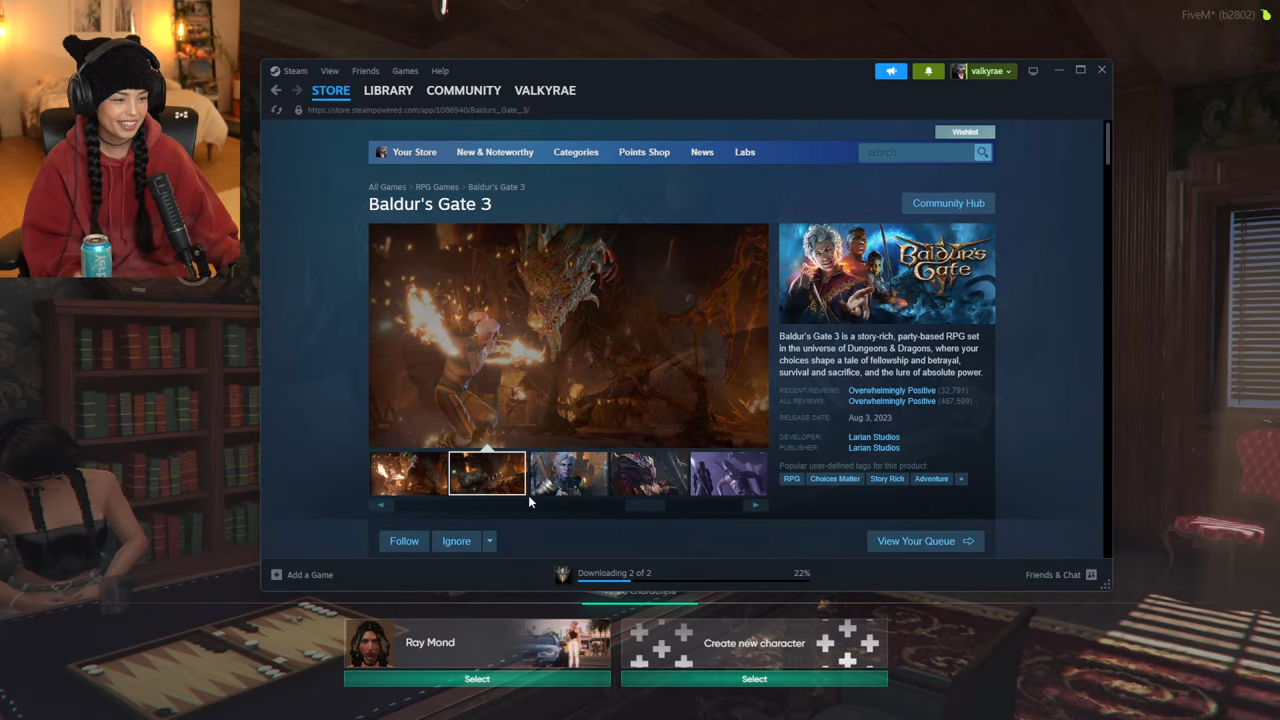 FiveM* (b2802)
Steam View Friends Games Help
valkyrae
STORE LIBRARY COMMUNITY VALKYRAE
https://store.steampowered.com/app/1086940/Baldurs_Gate_3/
Wishlist
Your Store New & Noteworthy Categories Points Shop News Labs
search
All Games > RPG Games > Baldur's Gate 3
Baldur's Gate 3
Community Hub
Baldur's Gate
Baldur's Gate 3 is a story-rich, party-based RPG set
in the universe of Dungeons & Dragons, where your
choices shape a tale of fellowship and betrayal,
survival and sacrifice, and the lure of absolute power.
RECENT REVIEWS: Overwhelmingly Positive (32,791)
ALL REVIEWS: Overwhelmingly Positive (467,599)
RELEASE DATE: Aug 3, 2023
DEVELOPER: Larian Studios
PUBLISHER: Larian Studios
Popular user-defined tags for this product:
RPG Choices Matter Story Rich Adventure +
Follow Ignore
View Your Queue
Add a Game
Downloading 2 of 2 22%
Friends & Chat
characters
Ray Mond
Create new character
Select
Select